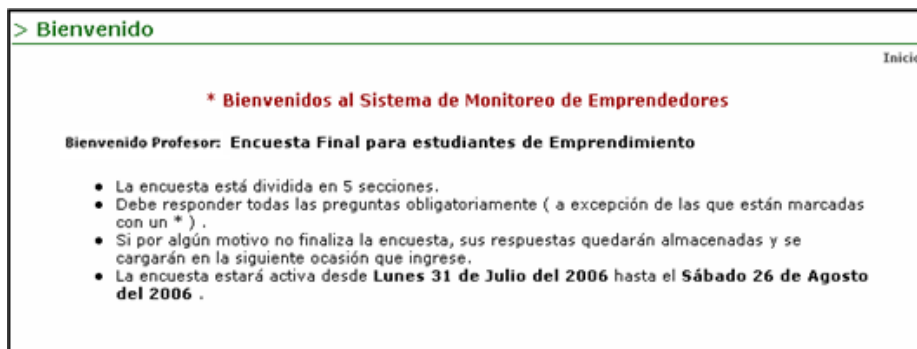 > Bienvenido
Inicio
* Bienvenidos al Sistema de Monitoreo de Emprendedores
Bienvenido Profesor: Encuesta Final para estudiantes de Emprendimiento
● La encuesta está dividida en 5 secciones.
● Debe responder todas las preguntas obligatoriamente ( a excepción de las que están marcadas
con un * ) .
● Si por algún motivo no finaliza la encuesta, sus respuestas quedarán almacenadas y se
cargarán en la siguiente ocasión que ingrese.
● La encuesta estará activa desde Lunes 31 de Julio del 2006 hasta el Sábado 26 de Agosto
del 2006 .